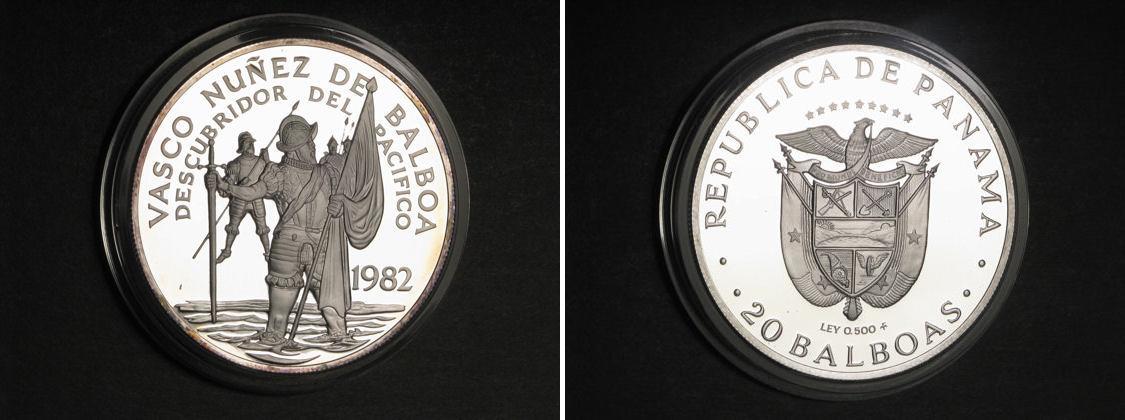 VASCO NUÑEZ DE BALBOA
DESCUBRIDOR DEL PACIFICO
1982
REPUBLICA DE PANAMA
LEY 0.500
20 BALBOAS